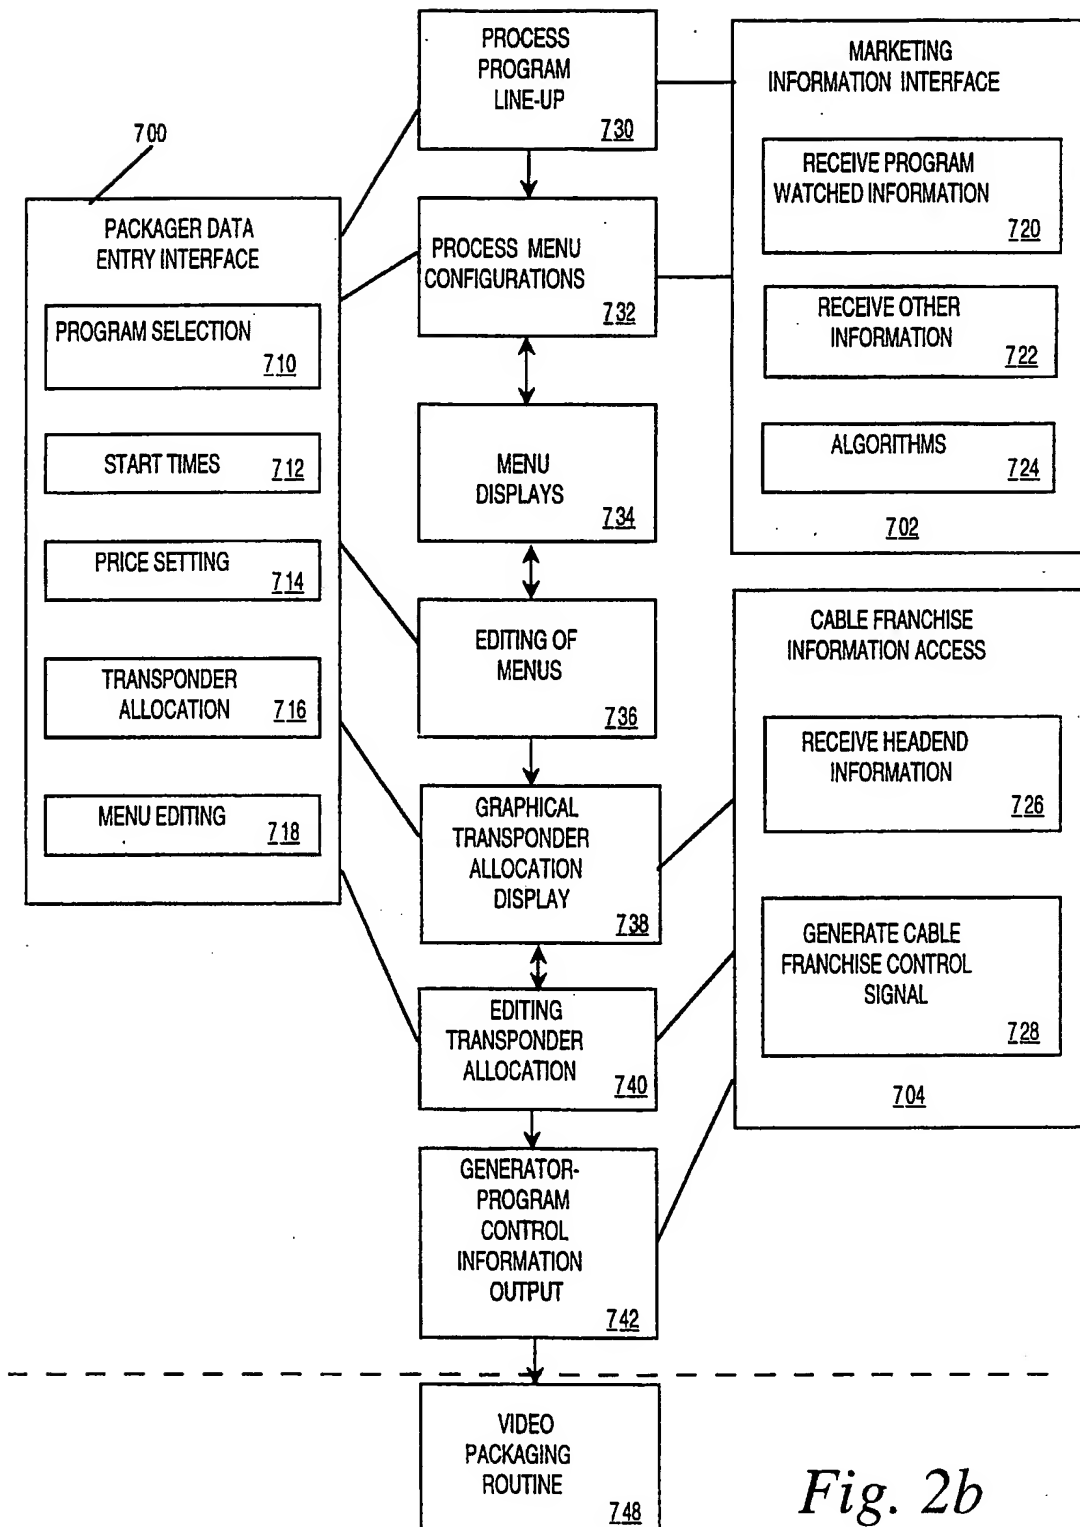 700
PACKAGER DATA
ENTRY INTERFACE
PROGRAM SELECTION
710
START TIMES 712
PRICE SETTING
714
TRANSPONDER
ALLOCATION 716
MENU EDITING 718
PROCESS
PROGRAM
LINE-UP
730
PROCESS MENU
CONFIGURATIONS
732
MENU
DISPLAYS
734
EDITING OF
MENUS
736
GRAPHICAL
TRANSPONDER
ALLOCATION
DISPLAY
738
EDITING
TRANSPONDER
ALLOCATION
740
GENERATOR-
PROGRAM
CONTROL
INFORMATION
OUTPUT
742
VIDEO
PACKAGING
ROUTINE
748
MARKETING
INFORMATION INTERFACE
RECEIVE PROGRAM
WATCHED INFORMATION
720
RECEIVE OTHER
INFORMATION
722
ALGORITHMS
724
702
CABLE FRANCHISE
INFORMATION ACCESS
RECEIVE HEADEND
INFORMATION
726
GENERATE CABLE
FRANCHISE CONTROL
SIGNAL
728
704
Fig. 2b